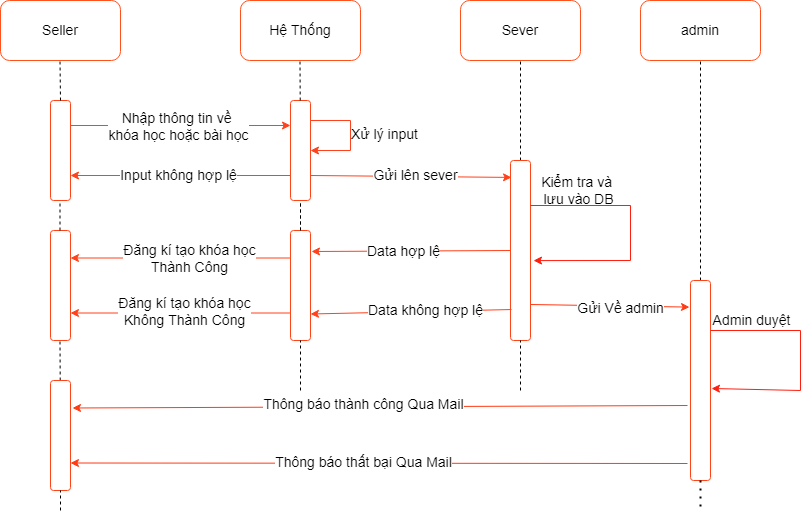 Seller
Hệ Thống
Sever
admin
Nhập thông tin về
khóa học hoặc bài học
Xử lý input
Input không hợp lệ
Gửi lên sever
Kiểm tra và
lưu vào DB
Đăng kí tạo khóa học
Thành Công
Data hợp lệ
Đăng kí tạo khóa học
Không Thành Công
Data không hợp lệ
Gửi Về admin
Admin duyệt
Thông báo thành công Qua Mail
Thông báo thất bại Qua Mail